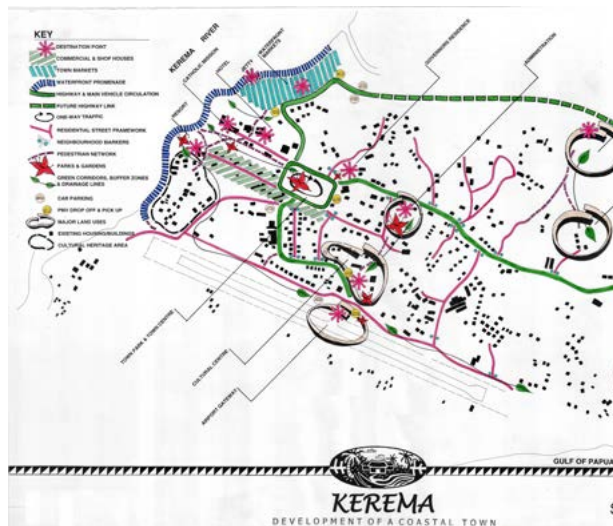 KEY
DESTINATION POINT
COMMERCIAL & SHOP HOUSES
TOWN MARKETS
WATERFRONT PROMENADE
HIGHWAY & MAIN VEHICLE CIRCULATION
FUTURE HIGHWAY LINK
ONE-WAY TRAFFIC
RESIDENTIAL STREET FRAMEWORK
NEIGHBOURHOOD MARKERS
PEDESTRIAN NETWORK
PARKS & GARDENS
GREEN CORRIDORS, BUFFER ZONES
& DRAINAGE LINES
CAR PARKING
PMV DROP OFF & PICK UP
MAJOR LAND USES
EXISTING HOUSING/BUILDINGS
CULTURAL HERITAGE AREA
KEREMA RIVER
RESORT
CATHOLIC MISSION
HOTEL
JETTY
WATERFRONT
MARKETS
GOVERNORS RESIDENCE
ADMINISTRATION
TOWN PARK & TOWN CENTRE
CULTURAL CENTRE
AIRPORT GATEWAY
GULF OF PAPUA
KEREMA
DEVELOPMENT OF A COASTAL TOWN